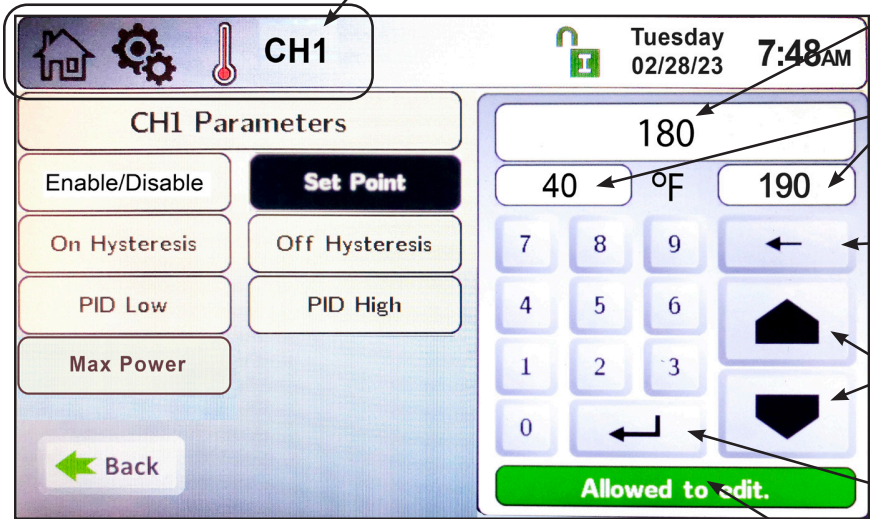 CH1
Tuesday
02/28/23
7:48AM
CH1 Parameters
Enable/Disable
Set Point
On Hysteresis
Off Hysteresis
PID Low
PID High
Max Power
Back
180
40 °F 190
7 8 9
4 5 6
1 2 3
0
Allowed to edit.